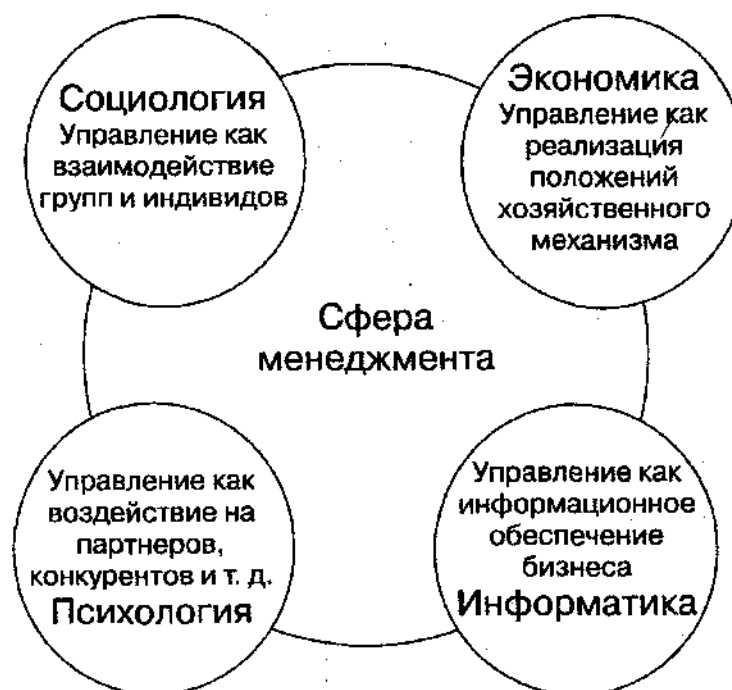 Социология
Управление как
взаимодействие
групп и индивидов
Экономика
Управление как
реализация
положений
хозяйственного
механизма
Сфера
менеджмента
Управление как
воздействие на
партнеров,
конкурентов и т. д.
Психология
Управление как
информационное
обеспечение
бизнеса
Информатика